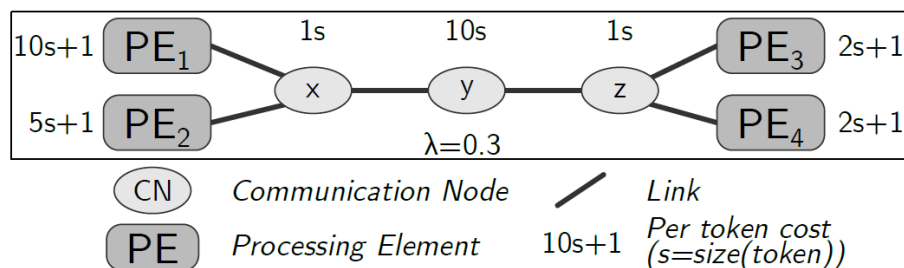 1s 10s 1s
10s+1 PE1 PE3 2s+1
x y z
5s+1 PE2 PE4 2s+1
λ=0.3
CN Communication Node Link
PE Processing Element 10s+1 Per token cost
(s=size(token))